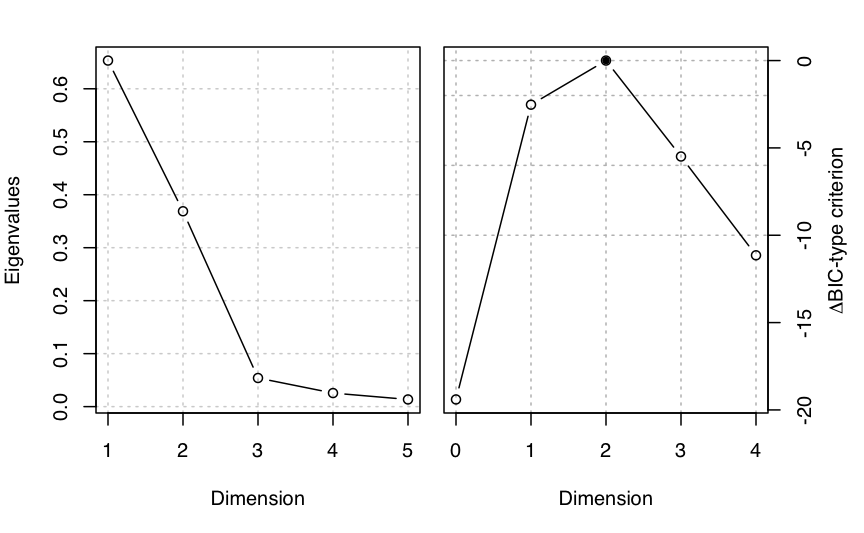 Eigenvalues
0.6
0.5
0.4
0.3
0.2
0.1
0.0
1 2 3 4 5
Dimension
0 1 2 3 4
Dimension
0
-5
-10
-15
-20
ΔBIC-type criterion